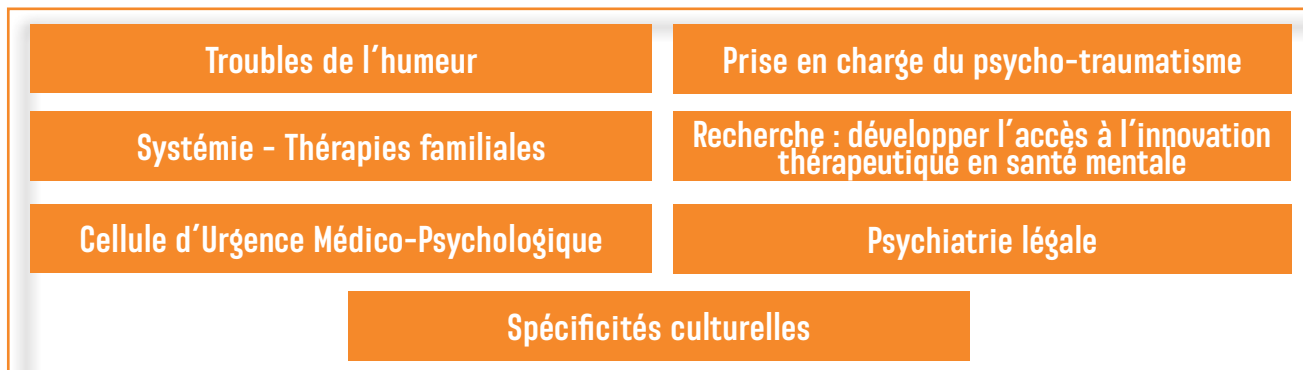 Troubles de l'humeur
Prise en charge du psycho-traumatisme
Systémie - Thérapies familiales
Recherche : développer l'accès à l'innovation
thérapeutique en santé mentale
Cellule d'Urgence Médico-Psychologique
Psychiatrie légale
Spécificités culturelles